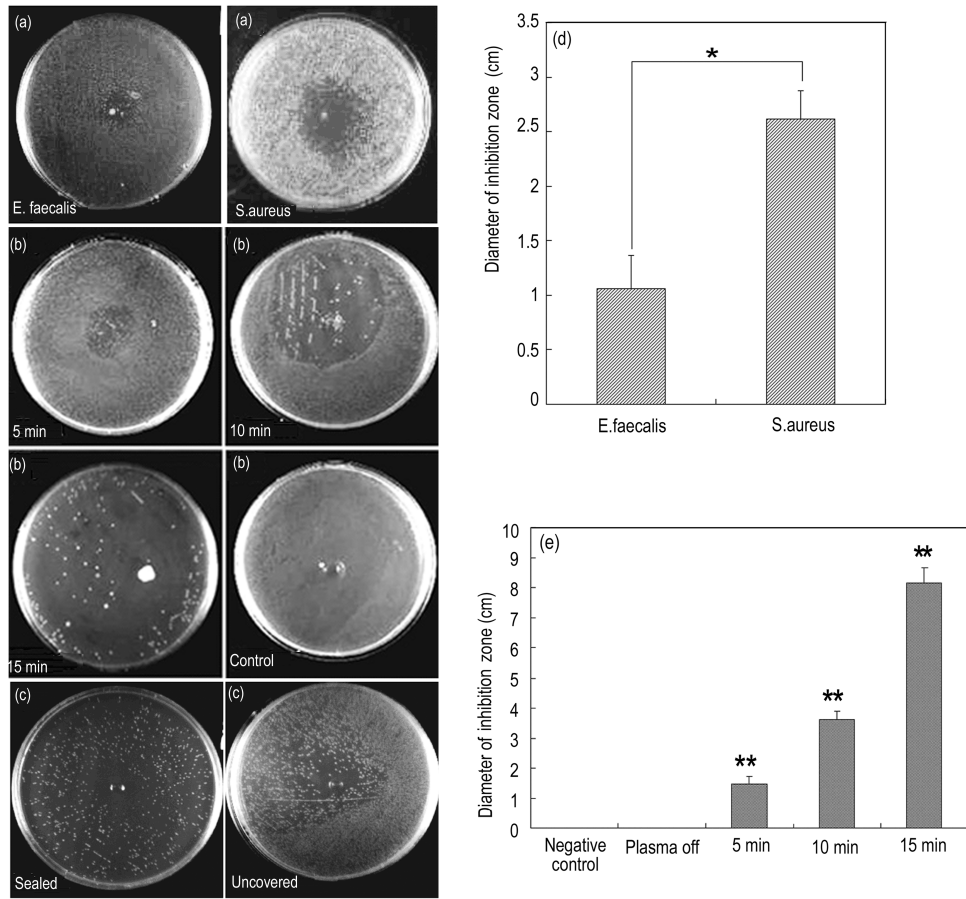 (a)
E. faecalis
(a)
S.aureus
(b)
5 min
(b)
10 min
(b)
15 min
(b)
Control
(c)
Sealed
(c)
Uncovered
(d)
Diameter of inhibition zone (cm)
3.5
3
2.5
2
1.5
1
0.5
0
*
E.faecalis
S.aureus
(e)
Diameter of inhibition zone (cm)
10
9
8
7
6
5
4
3
2
1
0
**
**
**
Negative
control
Plasma off
5 min
10 min
15 min